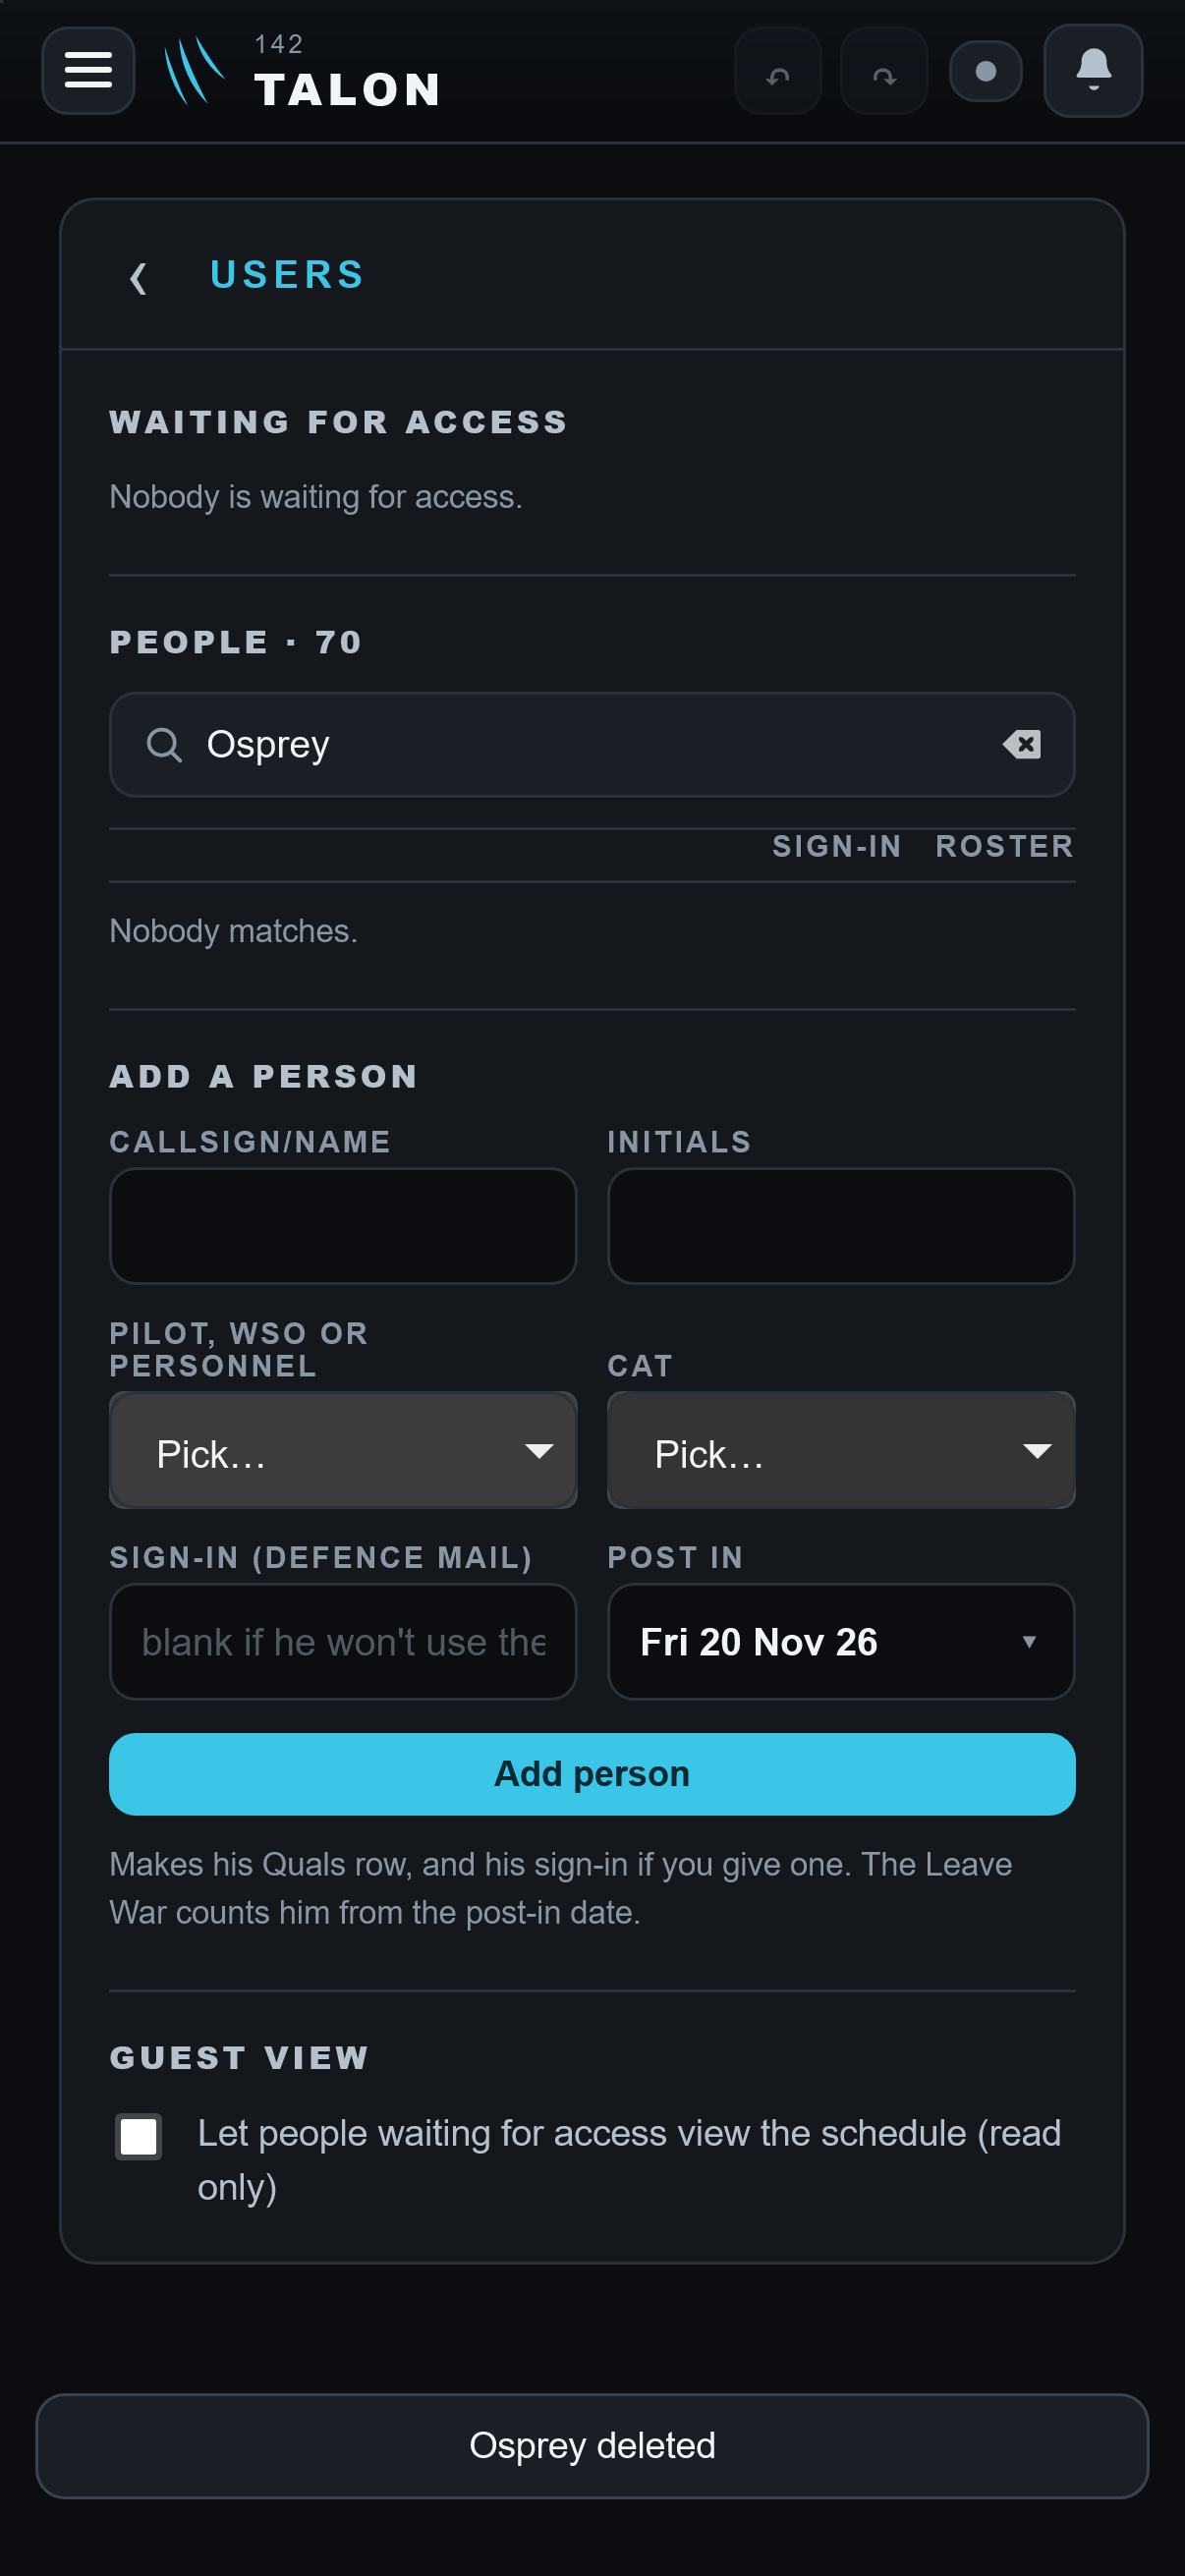 142
TALON
USERS
WAITING FOR ACCESS
Nobody is waiting for access.
PEOPLE · 70
Osprey
SIGN-IN ROSTER
Nobody matches.
ADD A PERSON
CALLSIGN/NAME INITIALS
PILOT, WSO OR
PERSONNEL CAT
Pick... Pick...
SIGN-IN (DEFENCE MAIL) POST IN
blank if he won't use the Fri 20 Nov 26
Add person
Makes his Quals row, and his sign-in if you give one. The Leave
War counts him from the post-in date.
GUEST VIEW
Let people waiting for access view the schedule (read
only)
Osprey deleted